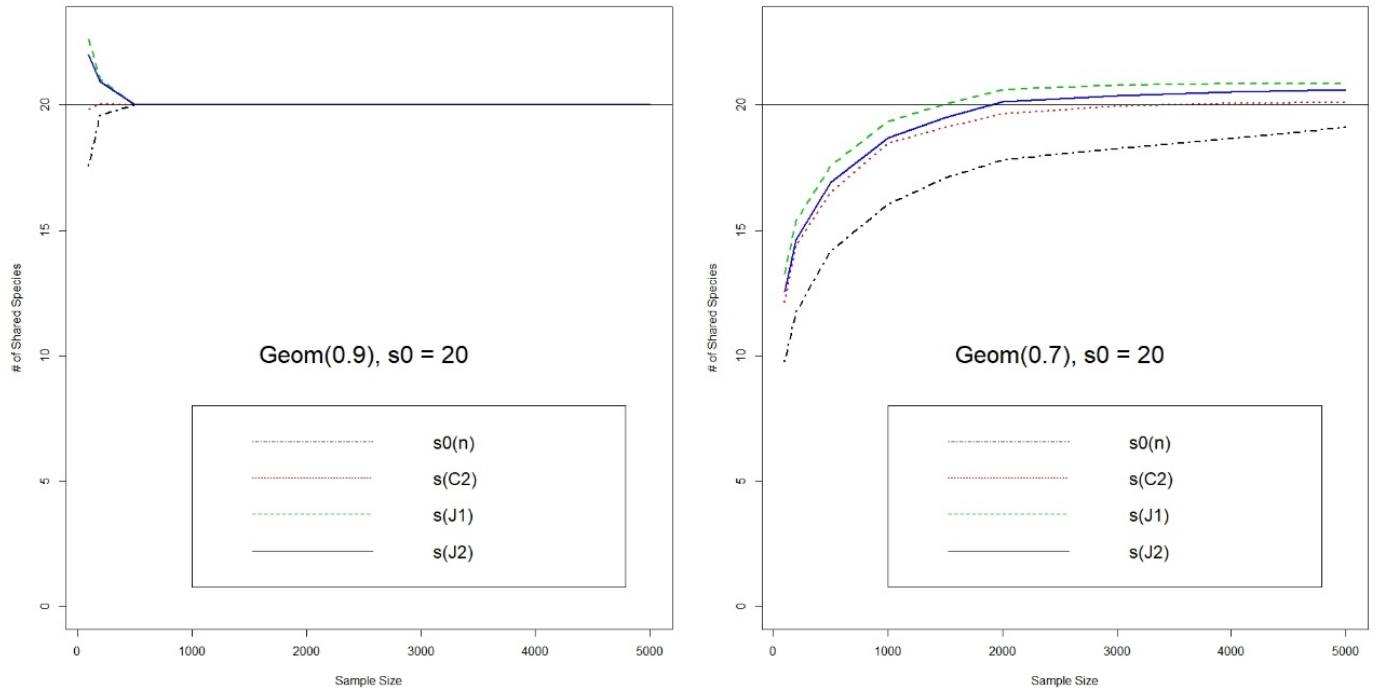 # of Shared Species
20
15
10
5
0
Geom(0.9), s0 = 20
s0(n)
s(C2)
s(J1)
s(J2)
0
1000
2000
3000
4000
5000
Sample Size
# of Shared Species
20
15
10
5
0
Geom(0.7), s0 = 20
s0(n)
s(C2)
s(J1)
s(J2)
0
1000
2000
3000
4000
5000
Sample Size